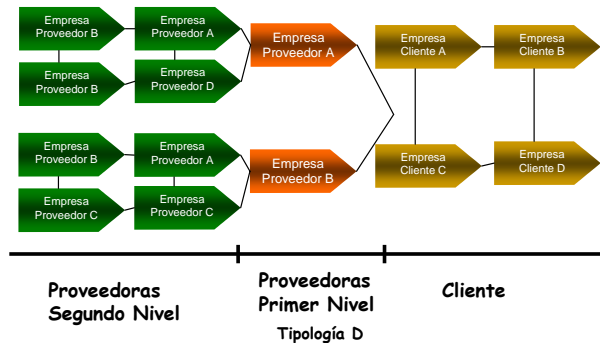 Empresa
Proveedor B
Empresa
Proveedor A
Empresa
Proveedor A
Empresa
Cliente A
Empresa
Cliente B
Empresa
Proveedor B
Empresa
Proveedor D
Empresa
Proveedor B
Empresa
Proveedor A
Empresa
Proveedor B
Empresa
Cliente C
Empresa
Cliente D
Empresa
Proveedor C
Empresa
Proveedor C
Proveedoras
Segundo Nivel
Proveedoras
Primer Nivel
Cliente
Tipología D